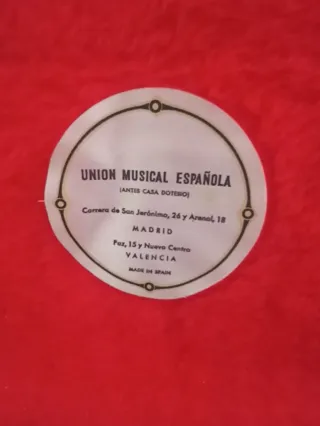 UNION MUSICAL ESPAÑOLA
(ANTES CASA DOTESIO)
Carrera de San Jerónimo, 26 y Arenal, 18
MADRID
Paz, 15 y Nuevo Centro
VALENCIA
MADE IN SPAIN